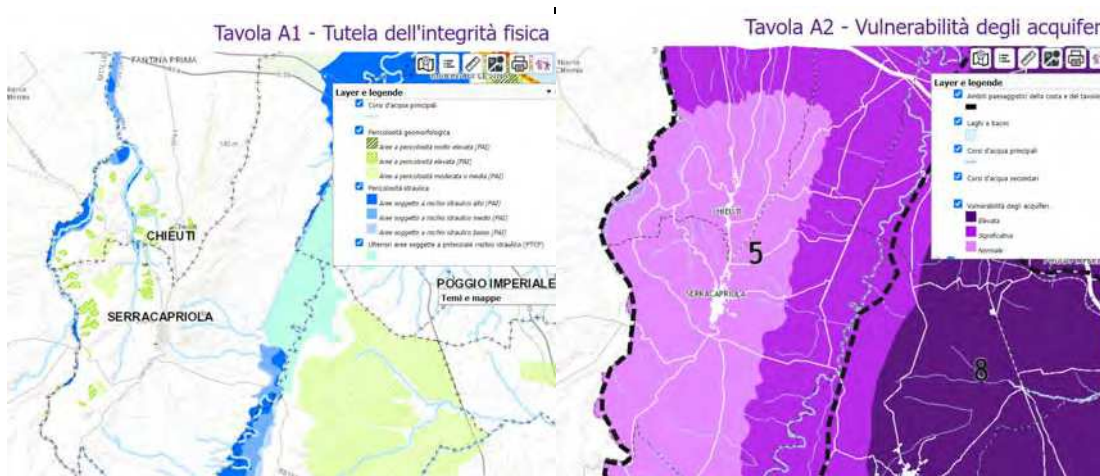 Tavola A1 - Tutela dell'integrità fisica
FANTINA PRIMA
Layer e legende
Corsi d'acqua principali
Pericolosità geomorfologica
Aree a pericolosità molto elevata (PAI)
Aree a pericolosità elevata (PAI)
Aree a pericolosità moderata o media (PAI)
Pericolosità idraulica
Aree soggette a rischio idraulico alto (PAI)
Aree soggette a rischio idraulico medio (PAI)
Aree soggette a rischio idraulico basso (PAI)
Ulteriori aree soggette a potenziale rischio idraulico (PTCP)
CHIEUTI
SERRACAPRIOLA
POGGIO IMPERIALE
Temi e mappe
Tavola A2 - Vulnerabilità degli acquifer
Layer e legende
Ambiti paesaggistici della costa e del tavolie
Laghi e bacini
Corsi d'acqua principali
Corsi d'acqua secondari
Vulnerabilità degli acquiferi
Elevata
Significativa
Normale
CHIEUTI
5
SERRACAPRIOLA
8